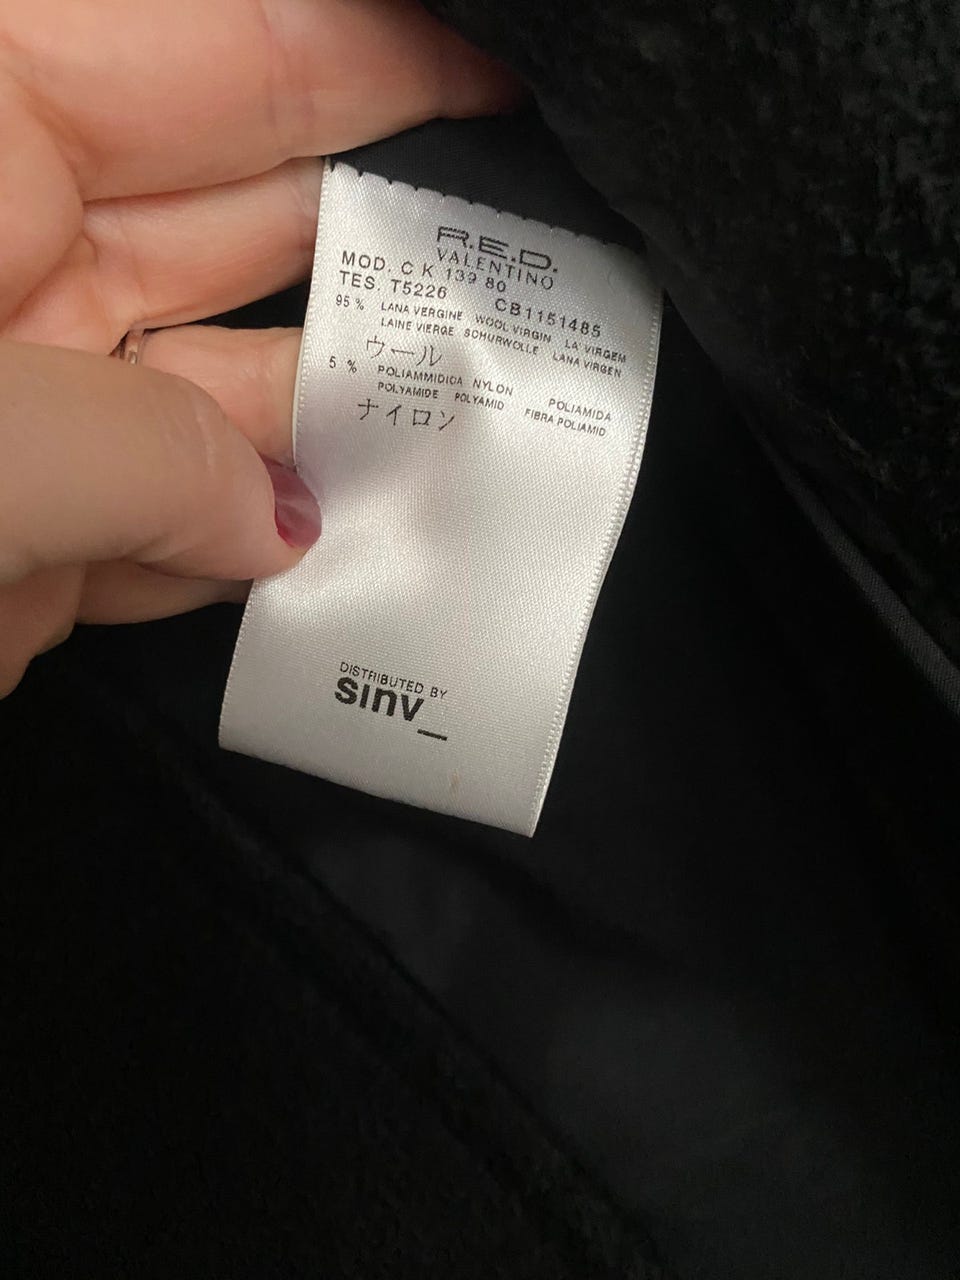 R.E.D.
VALENTINO
MOD. C K 139 80
TES. T5226 CB1151485
95 % LANA VERGINE WOOL VIRGIN LA' VIRGEM
LAINE VIERGE SCHURWOLLE LANA VIRGEN
ウール
5 % POLIAMMIDICA NYLON POLIAMIDA
POLYAMIDE POLYAMID FIBRA POLIAMID
ナイロン
DISTRIBUTED BY
sinv_